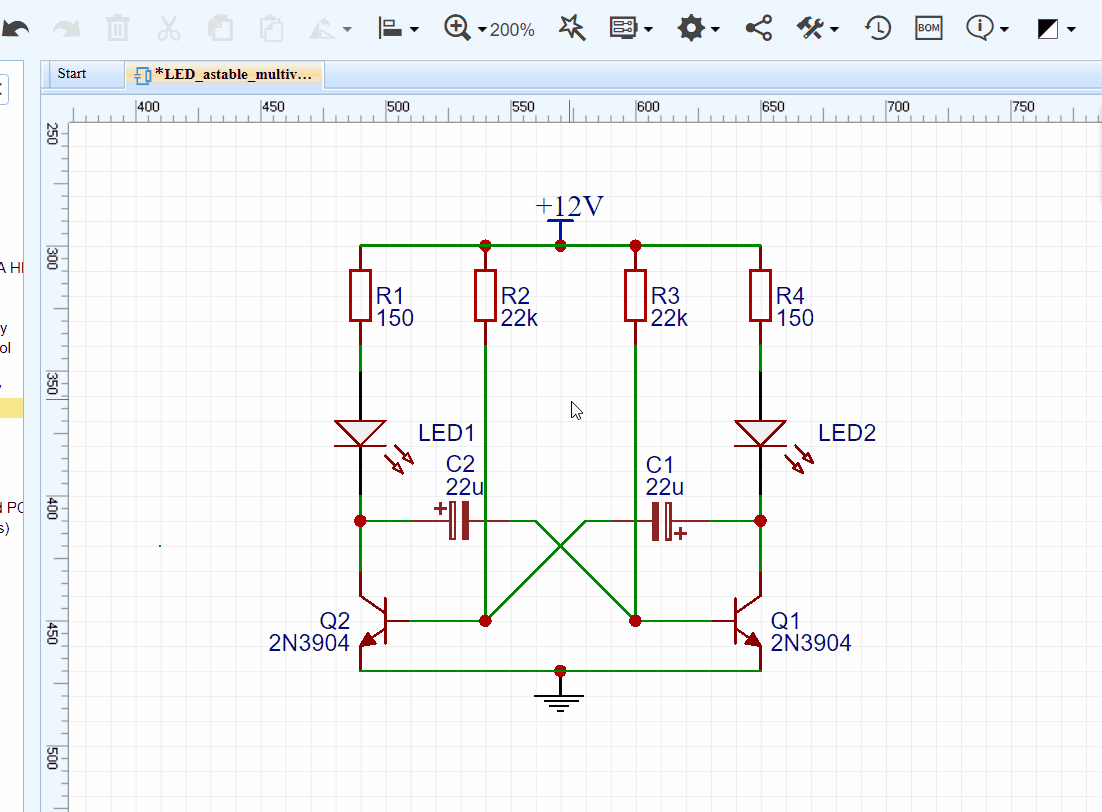 200%
BOM
Start
*LED_astable_multiv...
400 450 500 550 600 650 700 750
250
300
350
400
450
500
A H
y
ol
d PC
s)
+12V
R1
150
R2
22k
R3
22k
R4
150
LED1
LED2
C2
22u
C1
22u
+
+
Q2
2N3904
Q1
2N3904